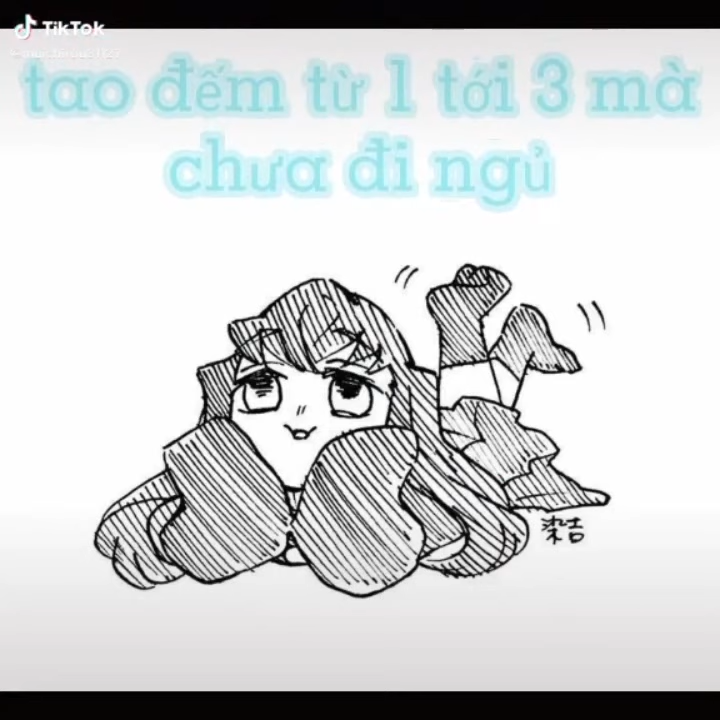 TikTok
tao đếm từ 1 tới 3 mà
chưa đi ngủ